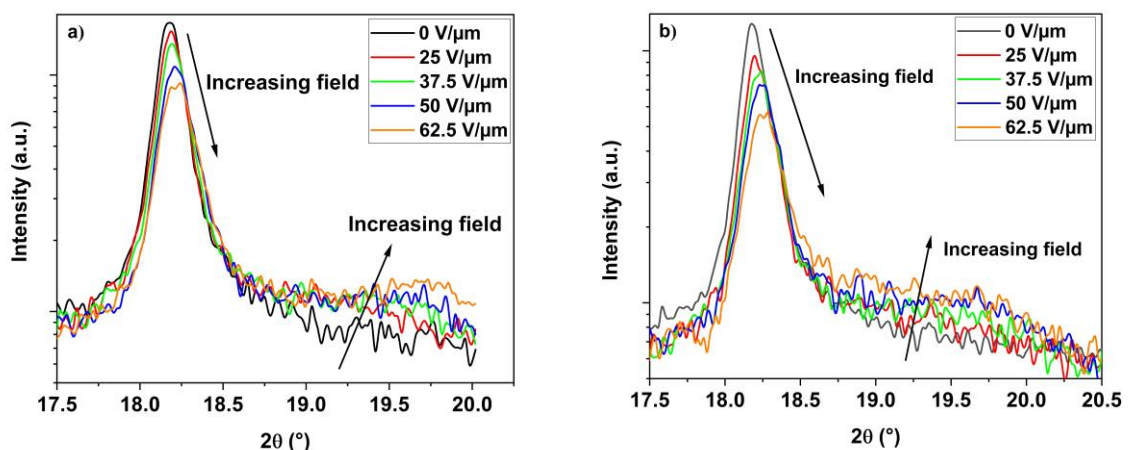 a)
0 V/µm
25 V/µm
37.5 V/µm
50 V/µm
62.5 V/µm
Increasing field
Increasing field
Intensity (a.u.)
17.5 18.0 18.5 19.0 19.5 20.0
2θ (°)
b)
0 V/µm
25 V/µm
37.5 V/µm
50 V/µm
62.5 V/µm
Increasing field
Increasing field
Intensity (a.u.)
17.5 18.0 18.5 19.0 19.5 20.0 20.5
2θ (°)